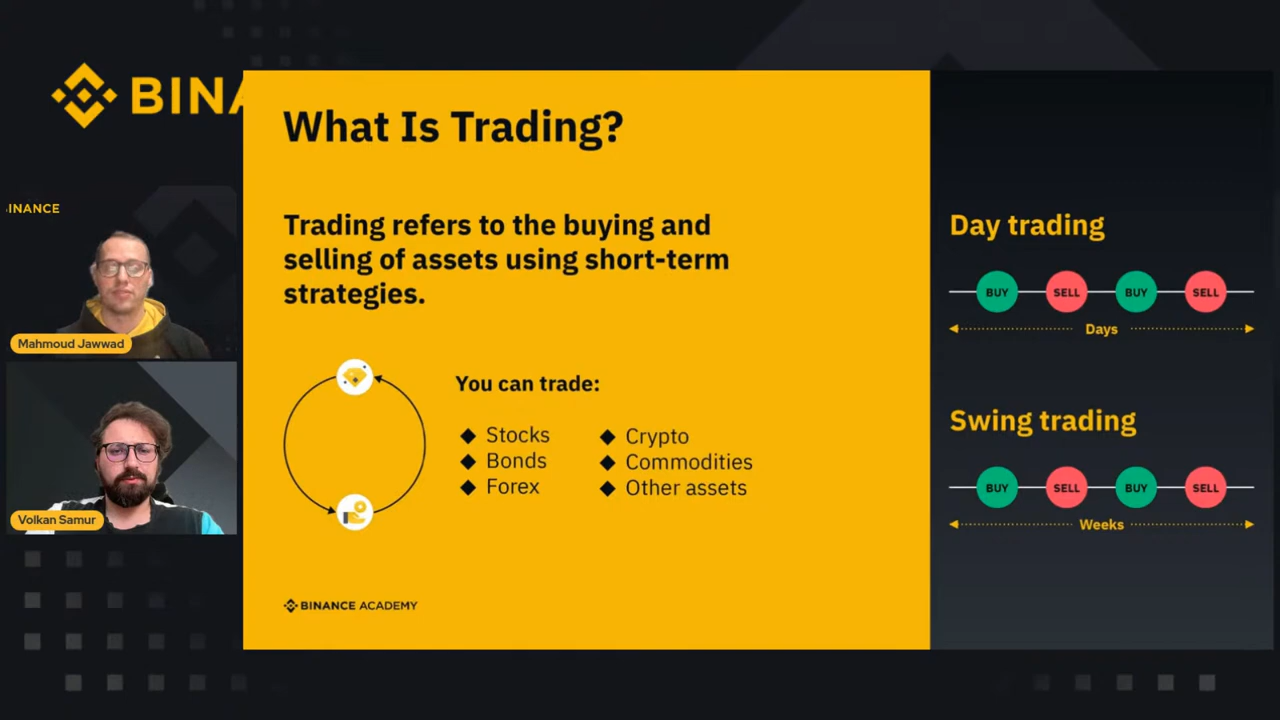 BINA
BINANCE
Mahmoud Jawwad
Volkan Samur
What Is Trading?
Trading refers to the buying and
selling of assets using short-term
strategies.
You can trade:
Stocks
Bonds
Forex
Crypto
Commodities
Other assets
BINANCE ACADEMY
Day trading
BUY SELL BUY SELL
Days
Swing trading
BUY SELL BUY SELL
Weeks